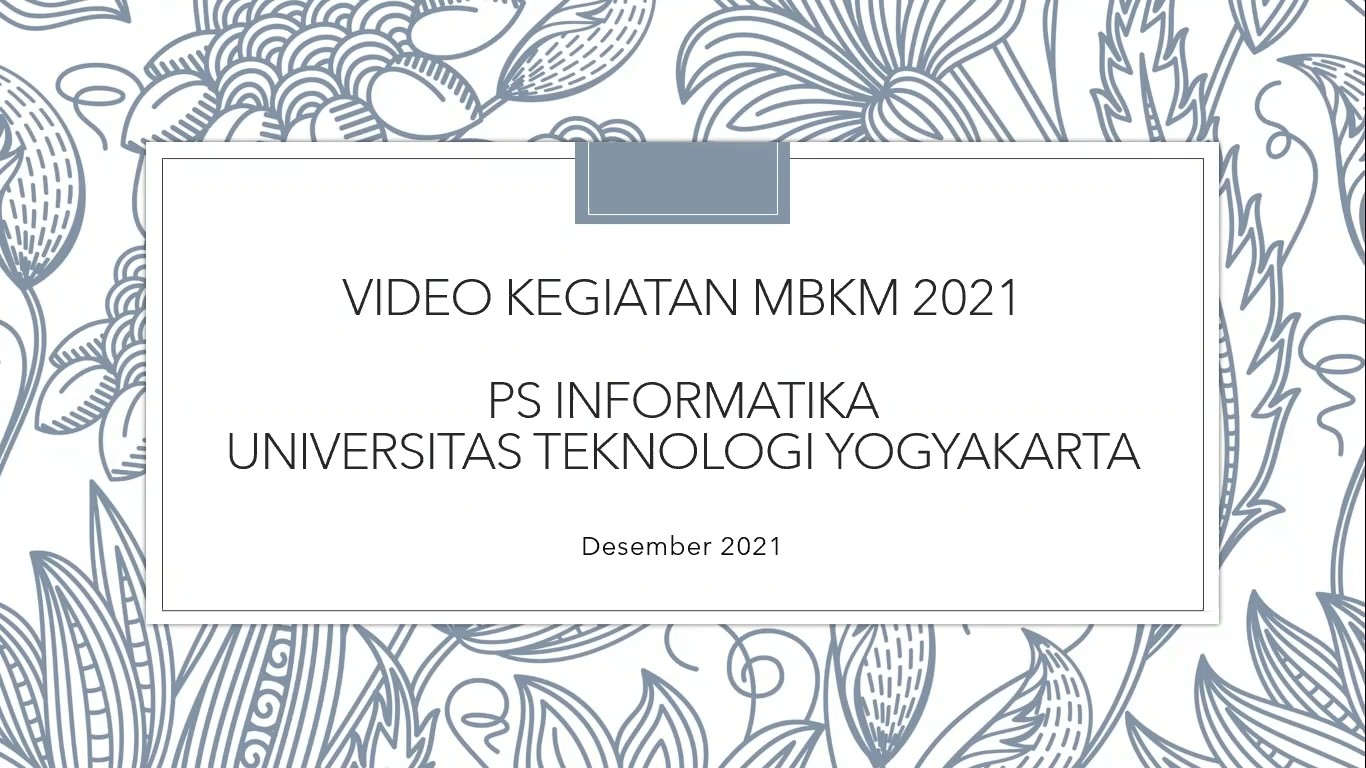 VIDEO KEGIATAN MBKM 2021
PS INFORMATIKA
UNIVERSITAS TEKNOLOGI YOGYAKARTA
Desember 2021